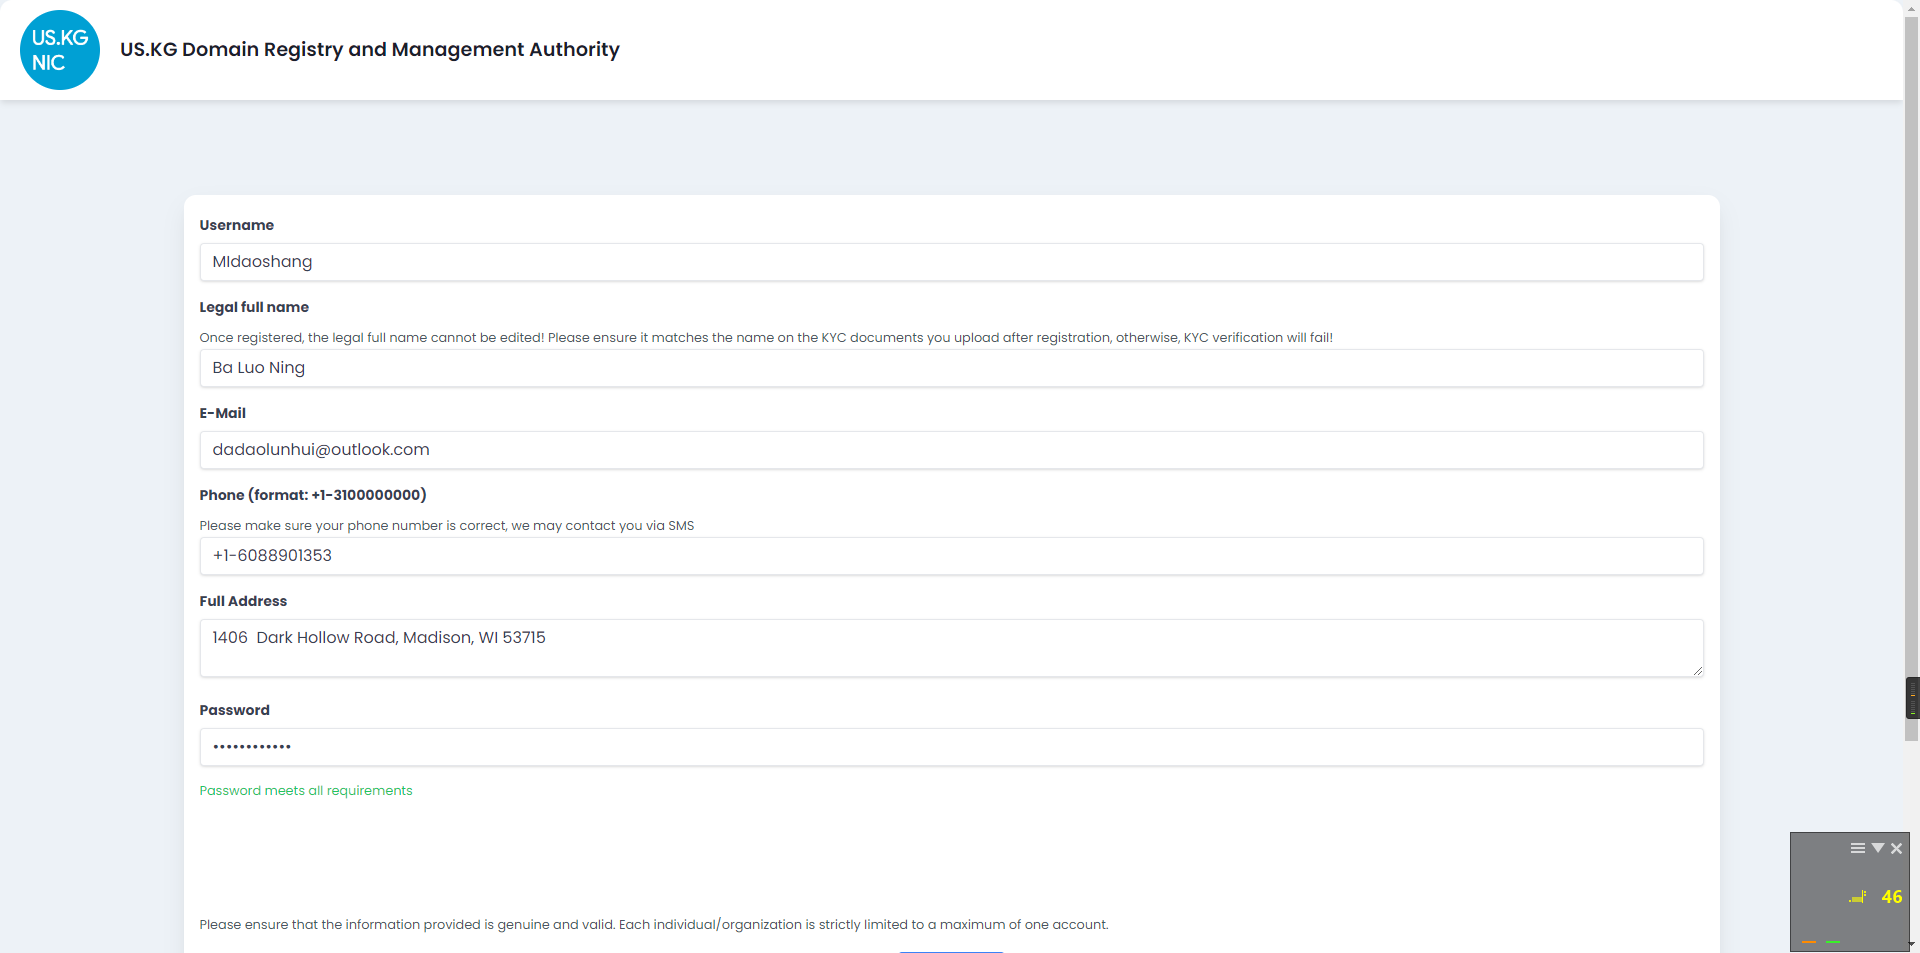 US.KG
NIC
US.KG Domain Registry and Management Authority
Username
MIdaoshang
Legal full name
Once registered, the legal full name cannot be edited! Please ensure it matches the name on the KYC documents you upload after registration, otherwise, KYC verification will fail!
Ba Luo Ning
E-Mail
dadaolunhui@outlook.com
Phone (format: +1-3100000000)
Please make sure your phone number is correct, we may contact you via SMS
+1-6088901353
Full Address
1406  Dark Hollow Road, Madison, WI 53715
Password
••••••••••••
Password meets all requirements
46
Please ensure that the information provided is genuine and valid. Each individual/organization is strictly limited to a maximum of one account.